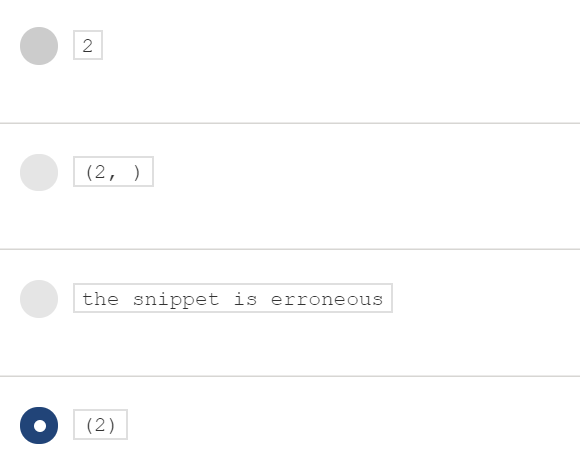 2
(2, )
the snippet is erroneous
(2)